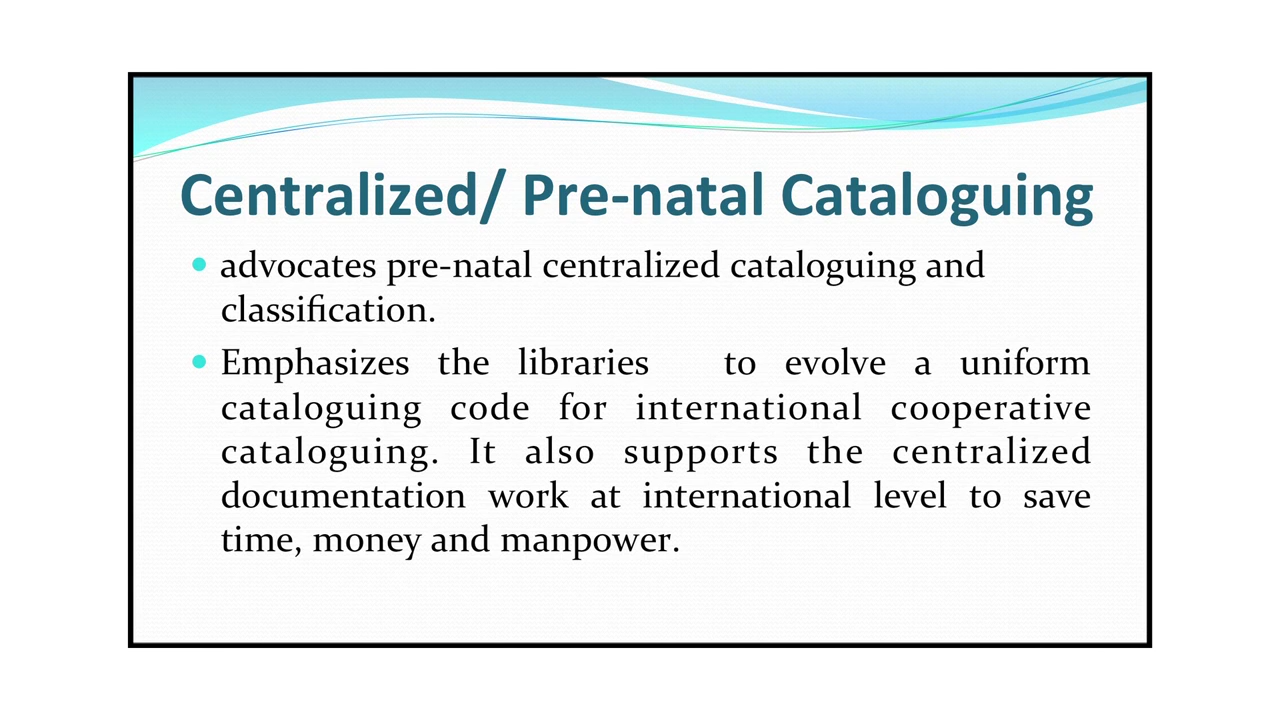 Centralized/ Pre-natal Cataloguing
• advocates pre-natal centralized cataloguing and
classification.
• Emphasizes the libraries to evolve a uniform
cataloguing code for international cooperative
cataloguing. It also supports the centralized
documentation work at international level to save
time, money and manpower.